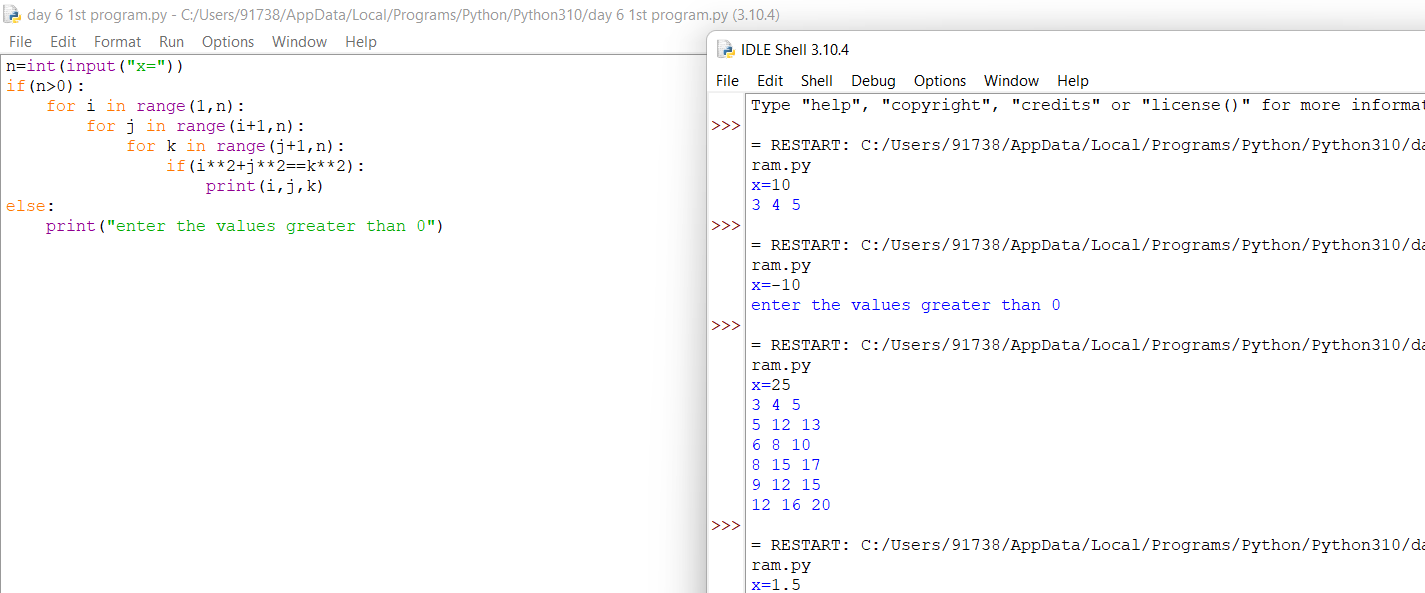 day 6 1st program.py - C:/Users/91738/AppData/Local/Programs/Python/Python310/day 6 1st program.py (3.10.4)
File Edit Format Run Options Window Help
n=int(input("x="))
if(n>0):
    for i in range(1,n):
        for j in range(i+1,n):
            for k in range(j+1,n):
                if(i**2+j**2==k**2):
                    print(i,j,k)
else:
    print("enter the values greater than 0")
IDLE Shell 3.10.4
File Edit Shell Debug Options Window Help
Type "help", "copyright", "credits" or "license()" for more informat
>>>
= RESTART: C:/Users/91738/AppData/Local/Programs/Python/Python310/da
ram.py
x=10
3 4 5
>>>
= RESTART: C:/Users/91738/AppData/Local/Programs/Python/Python310/da
ram.py
x=-10
enter the values greater than 0
>>>
= RESTART: C:/Users/91738/AppData/Local/Programs/Python/Python310/da
ram.py
x=25
3 4 5
5 12 13
6 8 10
8 15 17
9 12 15
12 16 20
>>>
= RESTART: C:/Users/91738/AppData/Local/Programs/Python/Python310/da
ram.py
x=1.5